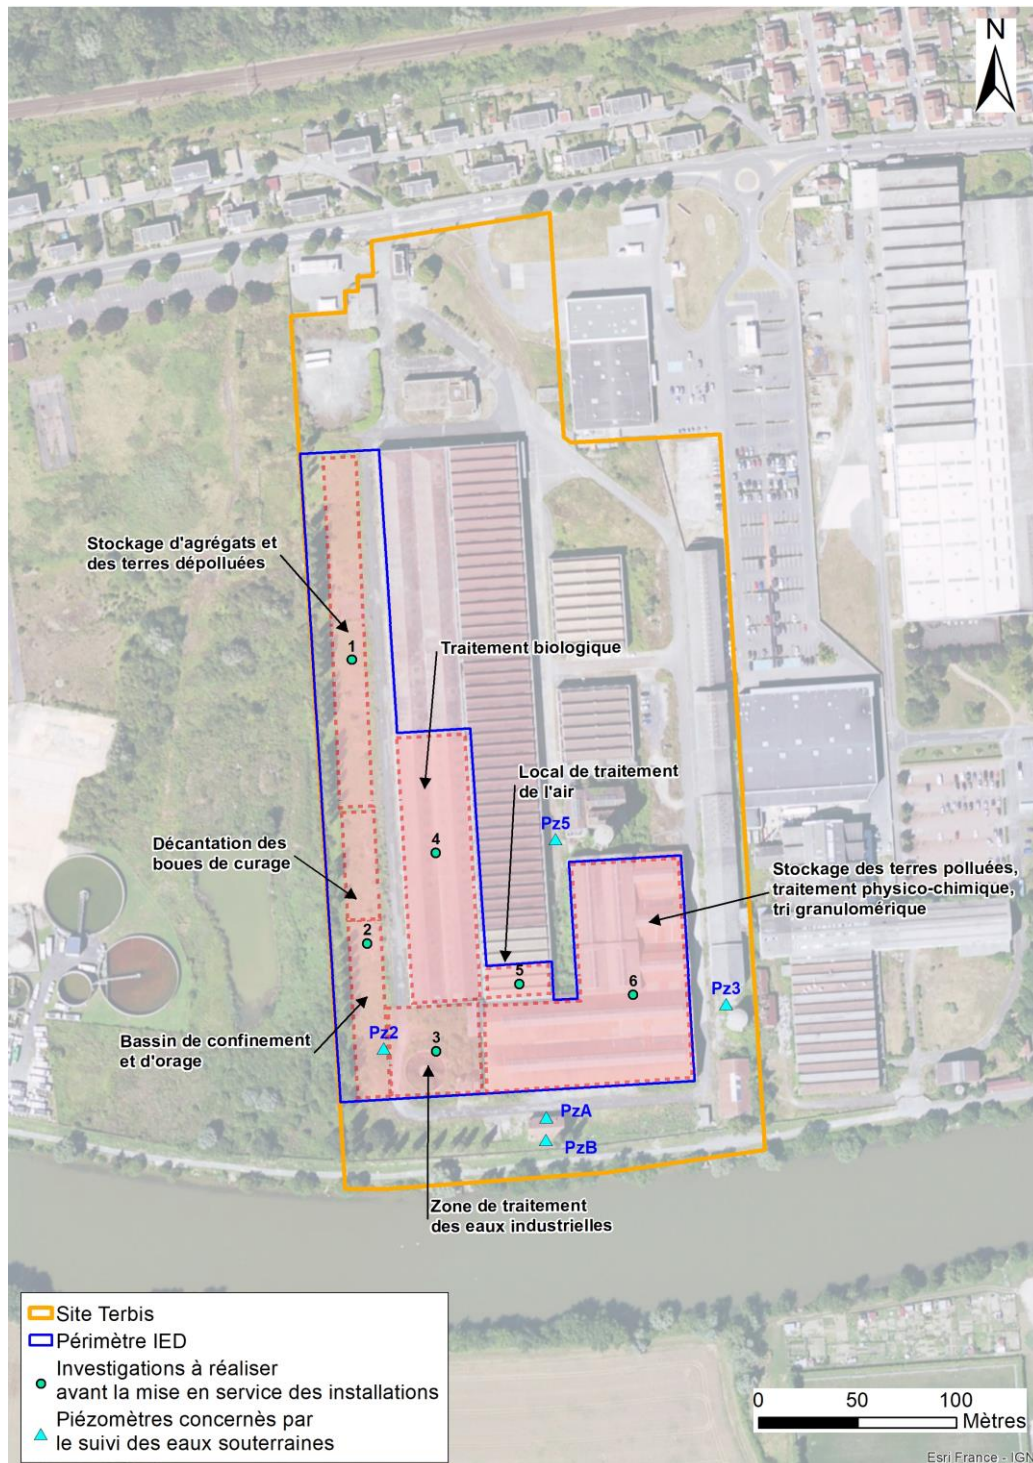 N
Stockage d'agrégats et
des terres dépolluées
1
Traitement biologique
Local de traitement
de l'air
Pz5
4
Décantation des
boues de curage
Stockage des terres polluées,
traitement physico-chimique,
tri granulomérique
2
5
6
Pz3
Bassin de confinement
et d'orage
Pz2
3
PzA
PzB
Zone de traitement
des eaux industrielles
Site Terbis
Périmètre IED
Investigations à réaliser
avant la mise en service des installations
Piézomètres concernès par
le suivi des eaux souterraines
0 50 100
Mètres
Esri France - IGN